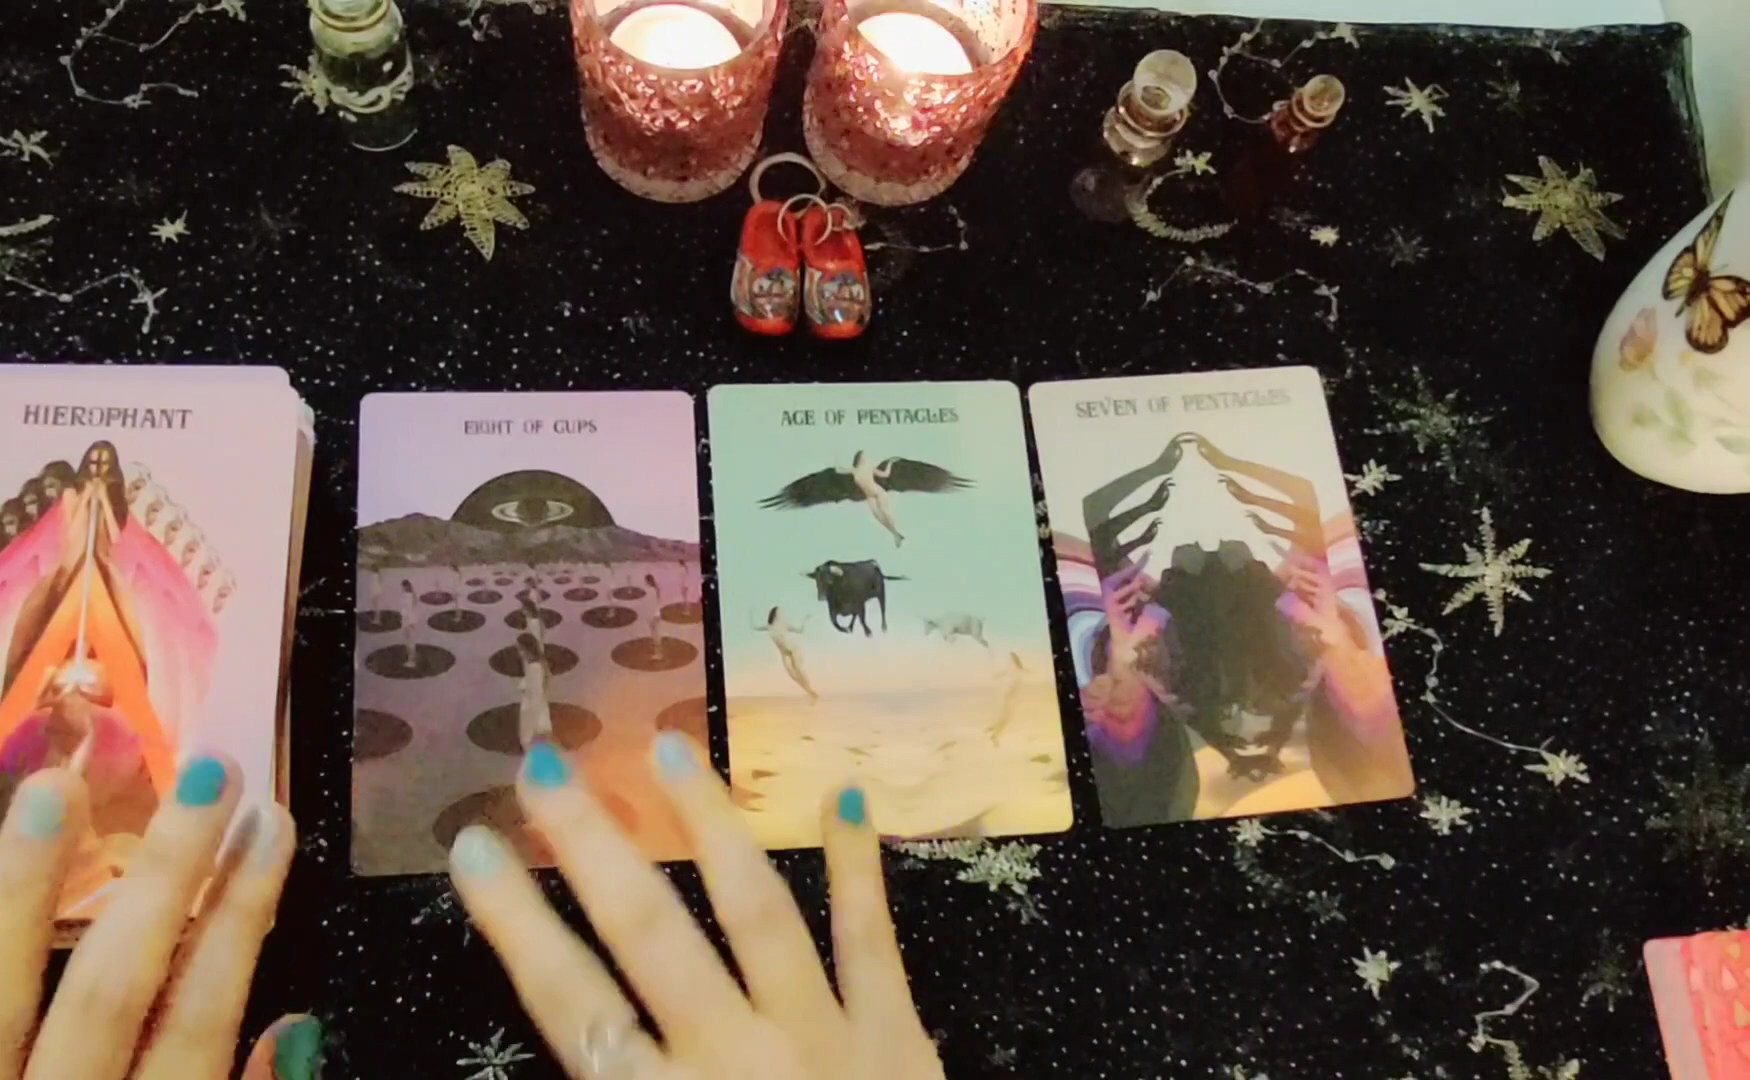 HIEROPHANT
EIGHT OF CUPS
ACE OF PENTACLES
SEVEN OF PENTACLES